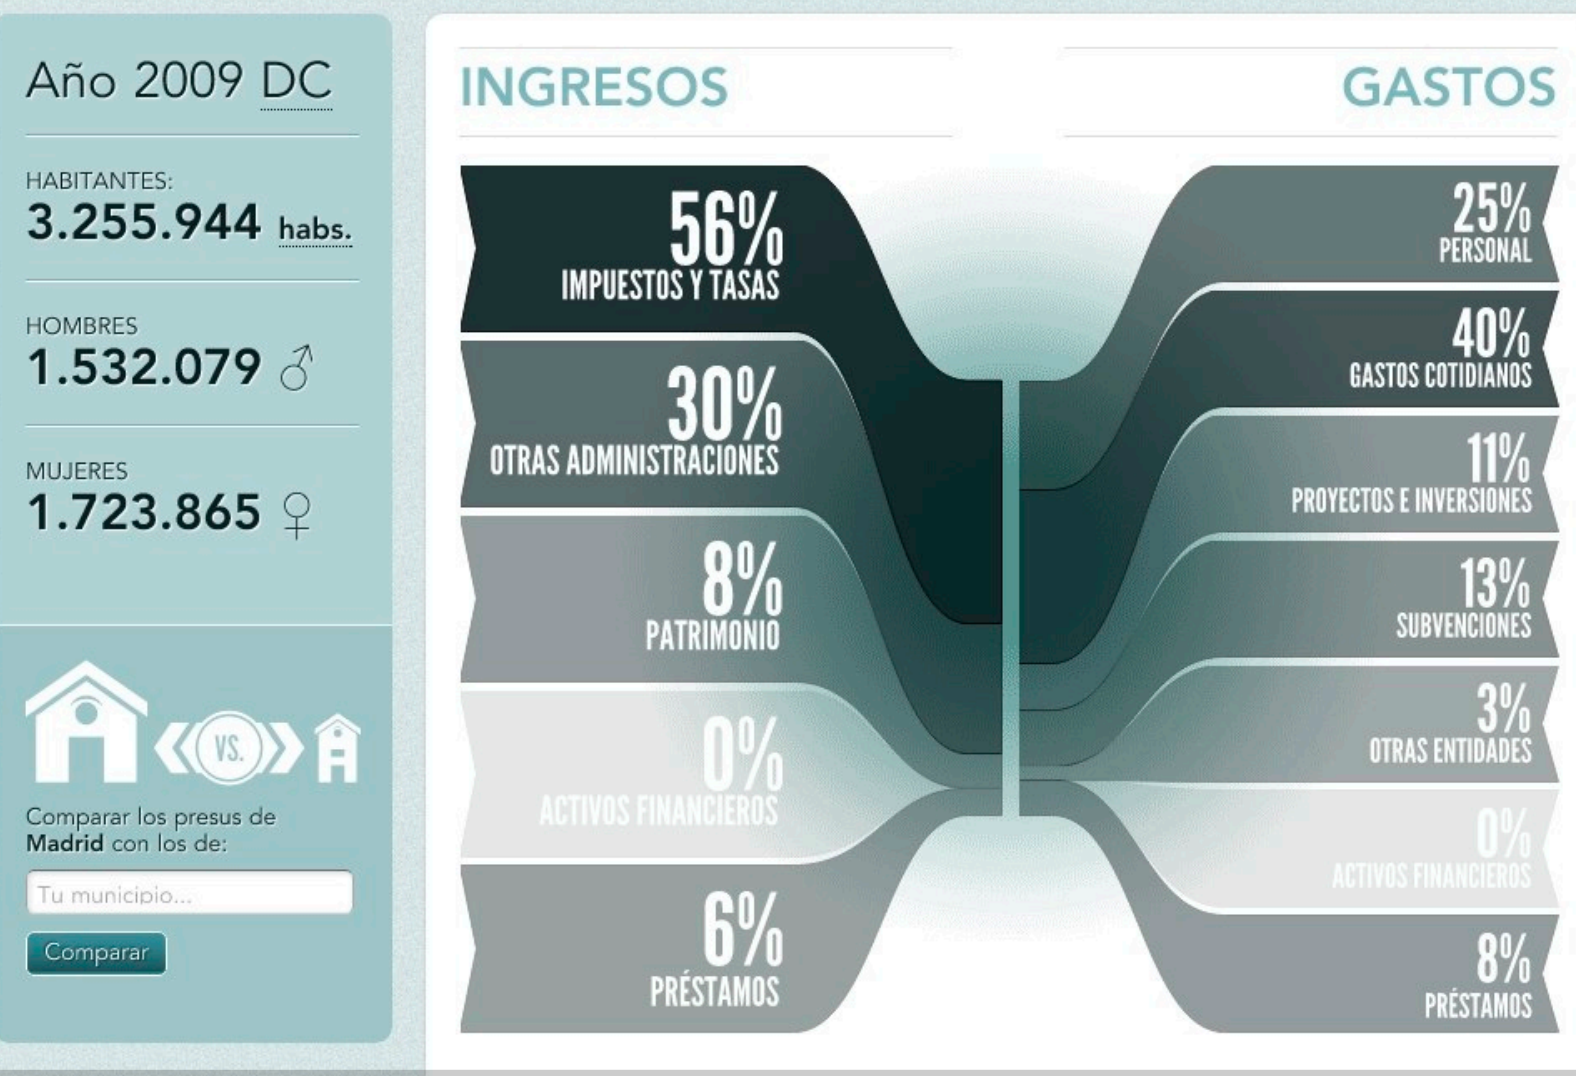 Año 2009 DC
HABITANTES:
3.255.944 habs.
HOMBRES
1.532.079
MUJERES
1.723.865
VS.
Comparar los presus de
Madrid con los de:
Tu municipio...
Comparar
INGRESOS
56%
IMPUESTOS Y TASAS
30%
OTRAS ADMINISTRACIONES
8%
PATRIMONIO
0%
ACTIVOS FINANCIEROS
6%
PRÉSTAMOS
GASTOS
25%
PERSONAL
40%
GASTOS COTIDIANOS
11%
PROYECTOS E INVERSIONES
13%
SUBVENCIONES
3%
OTRAS ENTIDADES
0%
ACTIVOS FINANCIEROS
8%
PRÉSTAMOS